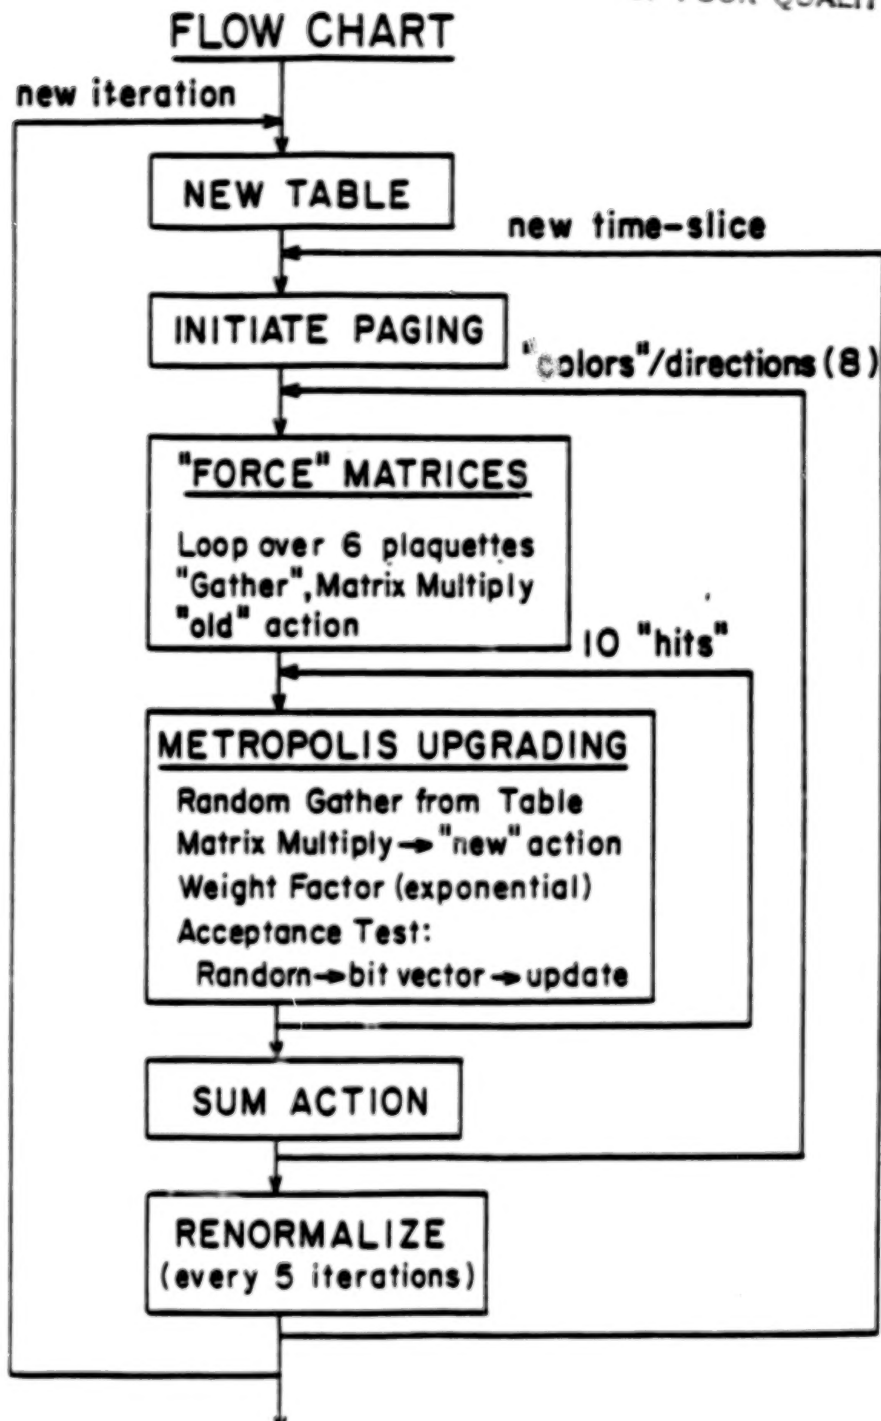 POOR QUALIT
FLOW CHART
new iteration
NEW TABLE
new time-slice
INITIATE PAGING
"colors"/directions (8)
"FORCE" MATRICES
Loop over 6 plaquettes
"Gather", Matrix Multiply
"old" action
10 "hits"
METROPOLIS UPGRADING
Random Gather from Table
Matrix Multiply → "new" action
Weight Factor (exponential)
Acceptance Test:
Random → bit vector → update
SUM ACTION
RENORMALIZE
(every 5 iterations)